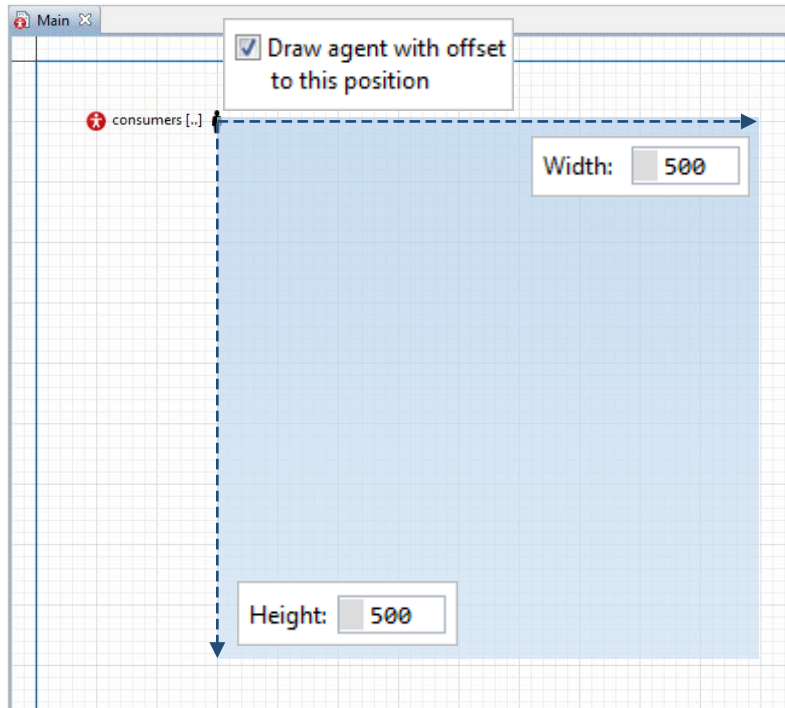 Main
Draw agent with offset
to this position
consumers [..]
Width: 500
Height: 500